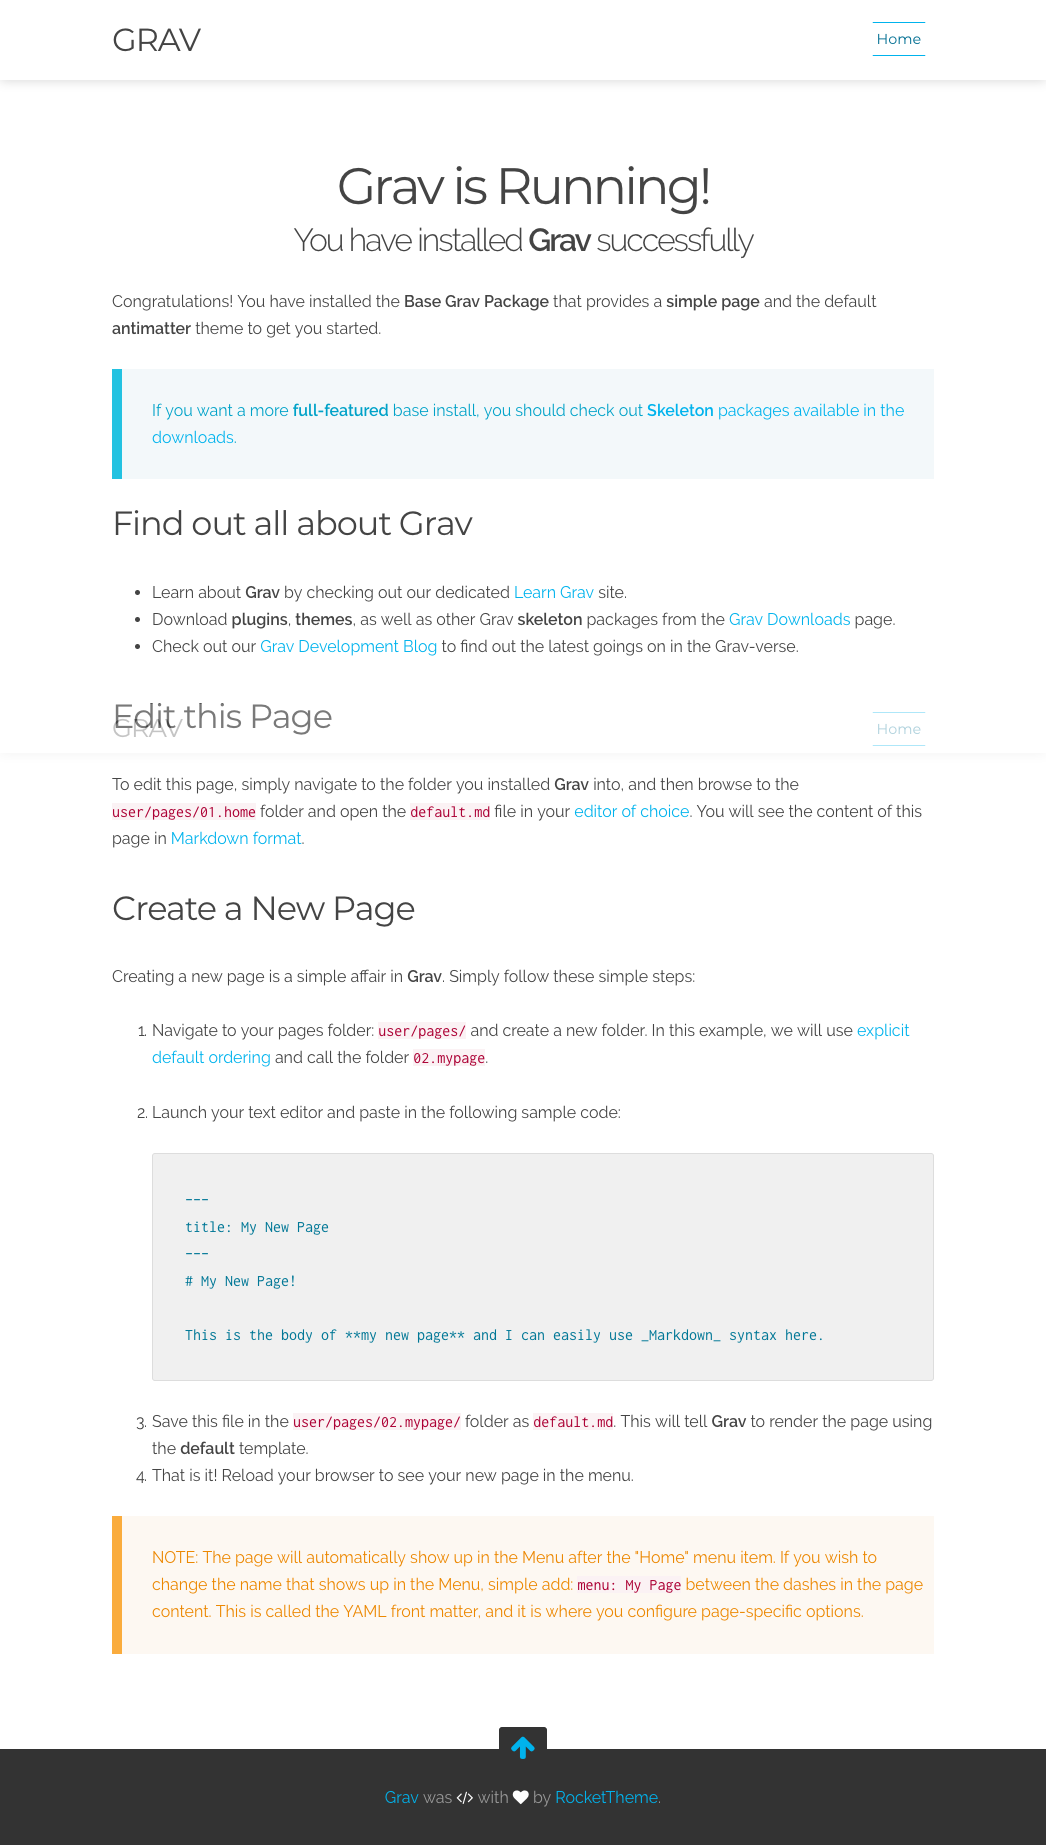 GRAV
Home
Grav is Running!
You have installed Grav successfully
Congratulations! You have installed the Base Grav Package that provides a simple page and the default
antimatter theme to get you started.
If you want a more full-featured base install, you should check out Skeleton packages available in the
downloads.
Find out all about Grav
• Learn about Grav by checking out our dedicated Learn Grav site.
• Download plugins, themes, as well as other Grav skeleton packages from the Grav Downloads page.
• Check out our Grav Development Blog to find out the latest goings on in the Grav-verse.
Edit this Page
GRAV
Home
To edit this page, simply navigate to the folder you installed Grav into, and then browse to the
user/pages/01.home folder and open the default.md file in your editor of choice. You will see the content of this
page in Markdown format.
Create a New Page
Creating a new page is a simple affair in Grav. Simply follow these simple steps:
1. Navigate to your pages folder: user/pages/ and create a new folder. In this example, we will use explicit
default ordering and call the folder 02.mypage.
2. Launch your text editor and paste in the following sample code:
---
title: My New Page
---
# My New Page!
This is the body of **my new page** and I can easily use _Markdown_ syntax here.
3. Save this file in the user/pages/02.mypage/ folder as default.md. This will tell Grav to render the page using
the default template.
4. That is it! Reload your browser to see your new page in the menu.
NOTE: The page will automatically show up in the Menu after the "Home" menu item. If you wish to
change the name that shows up in the Menu, simple add: menu: My Page between the dashes in the page
content. This is called the YAML front matter, and it is where you configure page-specific options.
Grav was </> with ♥ by RocketTheme.